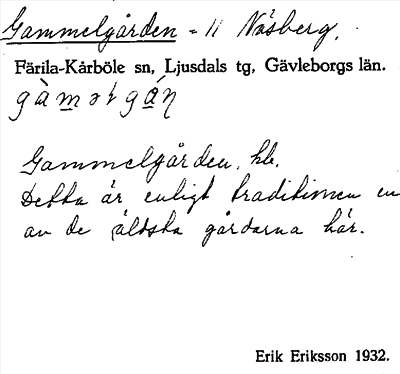 Gammelgården - 11 Näsberg.
Färila-Kårböle sn, Ljusdals tg, Gävleborgs län.
gàməɫgáṇ
Gammelgården, hb.
Detta är enligt traditionen en
av de äldsta gårdarna här.
Erik Eriksson 1932.